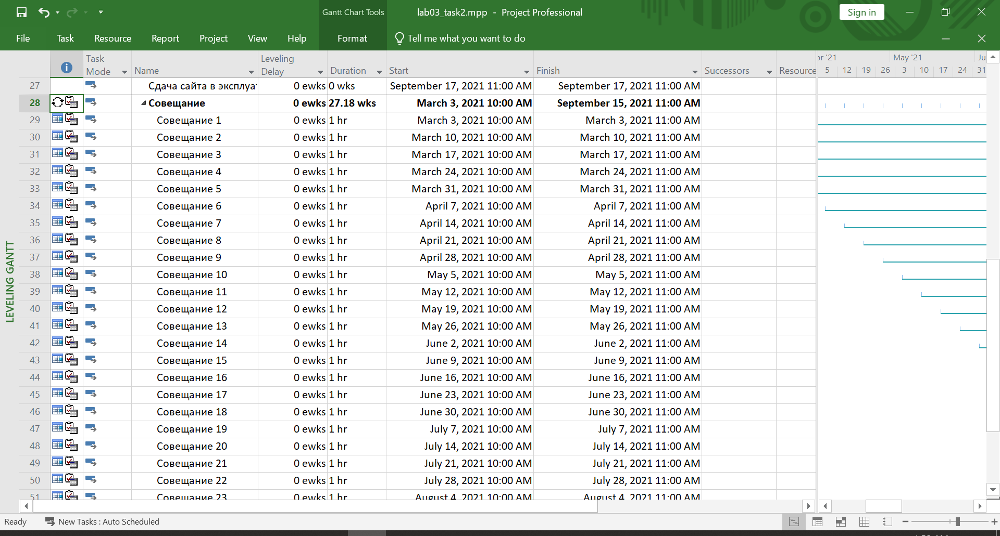 Gantt Chart Tools
lab03_task2.mpp - Project Professional
Sign in
File Task Resource Report Project View Help Format Tell me what you want to do
Task Mode Name Leveling Delay Duration Start Finish Successors Resource
'21 May '21
5 12 19 26 3 10 17 24 31
27 Сдача сайта в 0 ewks 0 wks September 17, 2021 11:00 AM September 17, 2021 11:00 AM
28 Совещание 0 ewks 27.18 wks March 3, 2021 10:00 AM September 15, 2021 11:00 AM
29 Совещание 1 0 ewks 1 hr March 3, 2021 10:00 AM March 3, 2021 11:00 AM
30 Совещание 2 0 ewks 1 hr March 10, 2021 10:00 AM March 10, 2021 11:00 AM
31 Совещание 3 0 ewks 1 hr March 17, 2021 10:00 AM March 17, 2021 11:00 AM
32 Совещание 4 0 ewks 1 hr March 24, 2021 10:00 AM March 24, 2021 11:00 AM
33 Совещание 5 0 ewks 1 hr March 31, 2021 10:00 AM March 31, 2021 11:00 AM
34 Совещание 6 0 ewks 1 hr April 7, 2021 10:00 AM April 7, 2021 11:00 AM
35 Совещание 7 0 ewks 1 hr April 14, 2021 10:00 AM April 14, 2021 11:00 AM
36 Совещание 8 0 ewks 1 hr April 21, 2021 10:00 AM April 21, 2021 11:00 AM
37 Совещание 9 0 ewks 1 hr April 28, 2021 10:00 AM April 28, 2021 11:00 AM
38 Совещание 10 0 ewks 1 hr May 5, 2021 10:00 AM May 5, 2021 11:00 AM
39 Совещание 11 0 ewks 1 hr May 12, 2021 10:00 AM May 12, 2021 11:00 AM
40 Совещание 12 0 ewks 1 hr May 19, 2021 10:00 AM May 19, 2021 11:00 AM
41 Совещание 13 0 ewks 1 hr May 26, 2021 10:00 AM May 26, 2021 11:00 AM
42 Совещание 14 0 ewks 1 hr June 2, 2021 10:00 AM June 2, 2021 11:00 AM
43 Совещание 15 0 ewks 1 hr June 9, 2021 10:00 AM June 9, 2021 11:00 AM
44 Совещание 16 0 ewks 1 hr June 16, 2021 10:00 AM June 16, 2021 11:00 AM
45 Совещание 17 0 ewks 1 hr June 23, 2021 10:00 AM June 23, 2021 11:00 AM
46 Совещание 18 0 ewks 1 hr June 30, 2021 10:00 AM June 30, 2021 11:00 AM
47 Совещание 19 0 ewks 1 hr July 7, 2021 10:00 AM July 7, 2021 11:00 AM
48 Совещание 20 0 ewks 1 hr July 14, 2021 10:00 AM July 14, 2021 11:00 AM
49 Совещание 21 0 ewks 1 hr July 21, 2021 10:00 AM July 21, 2021 11:00 AM
50 Совещание 22 0 ewks 1 hr July 28, 2021 10:00 AM July 28, 2021 11:00 AM
51 Совещание 23 0 ewks 1 hr August 4, 2021 10:00 AM August 4, 2021 11:00 AM
LEVELING GANTT
Ready New Tasks : Auto Scheduled